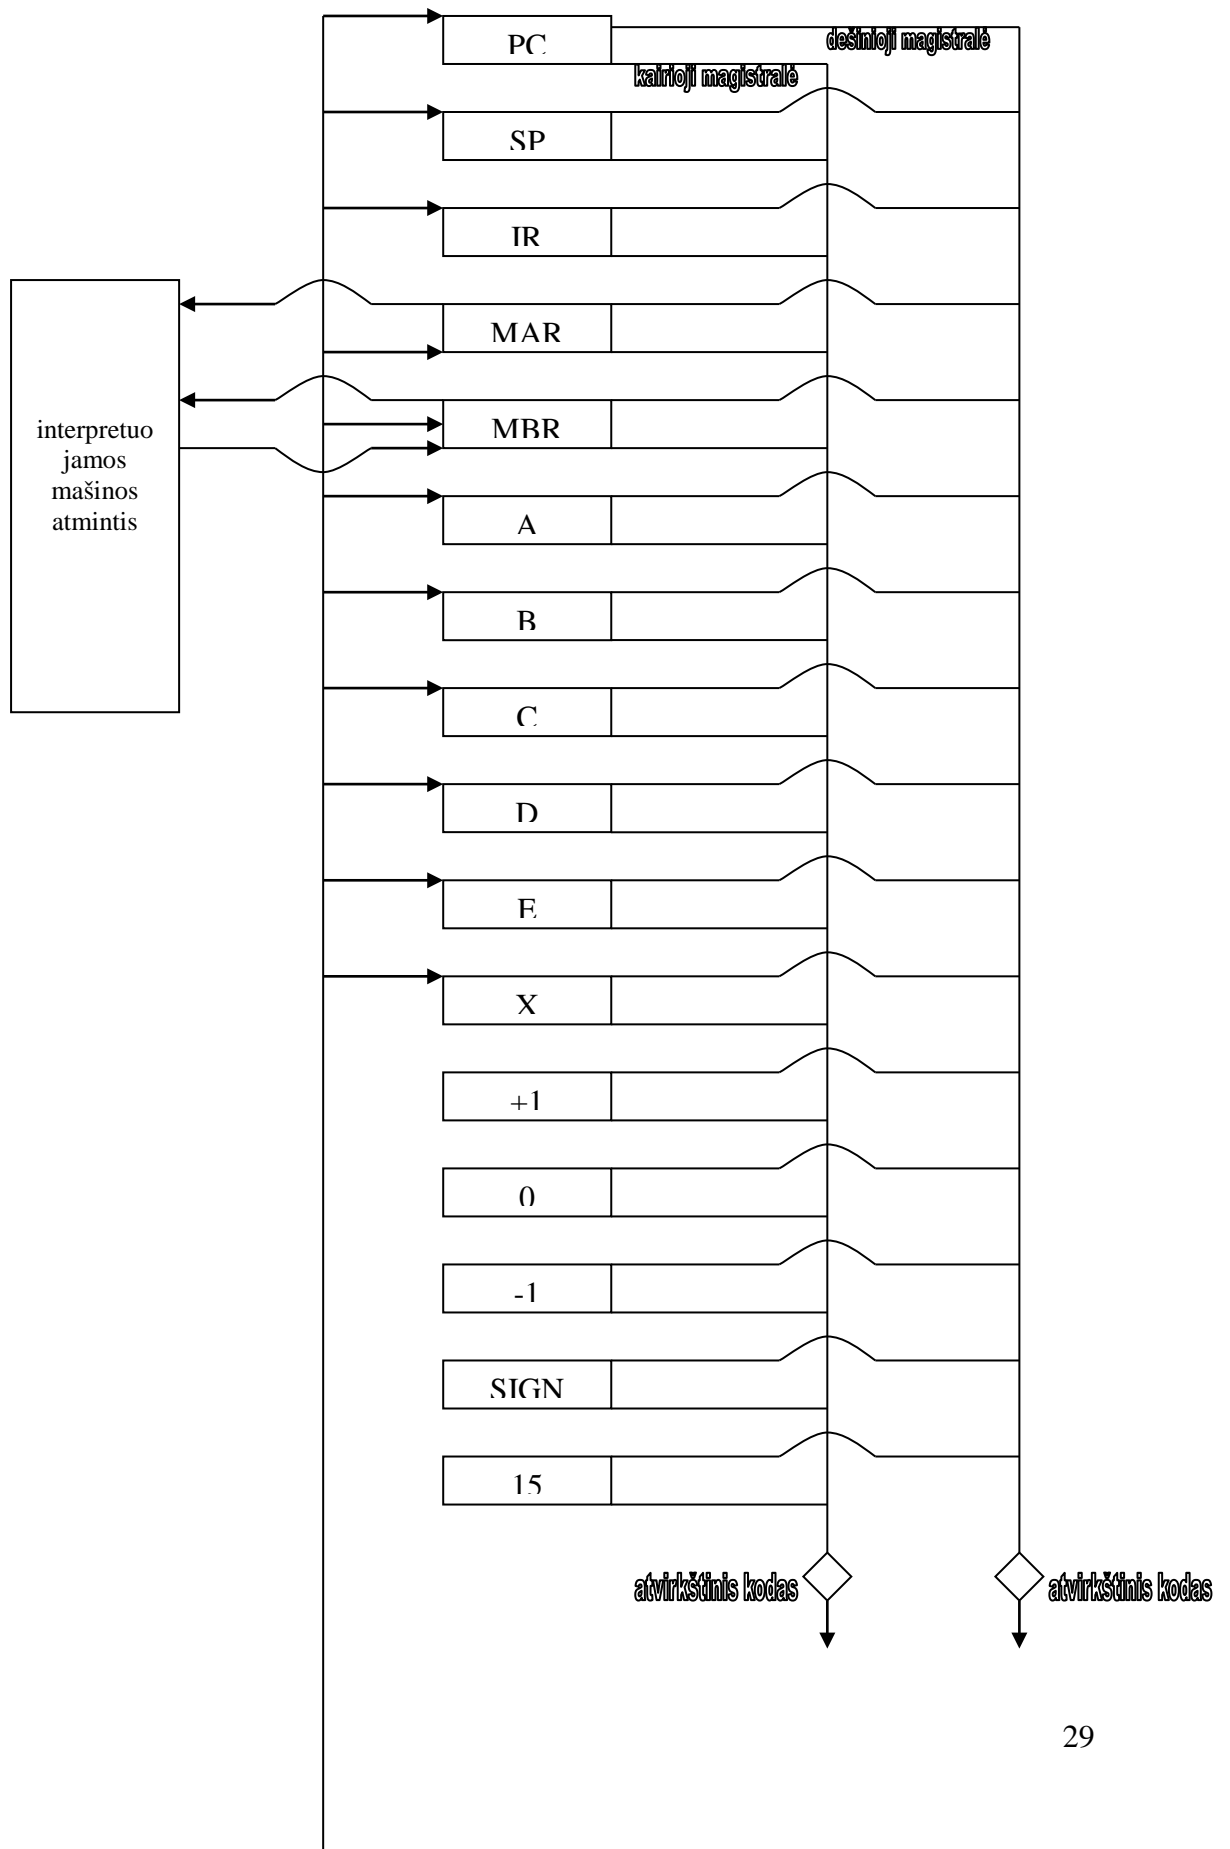 PC
dešinioji magistralė
kairioji magistralė
SP
IR
MAR
MBR
interpretuo
jamos
mašinos
atmintis
A
B
C
D
E
X
+1
0
-1
SIGN
15
atvirkštinis kodas
atvirkštinis kodas
29